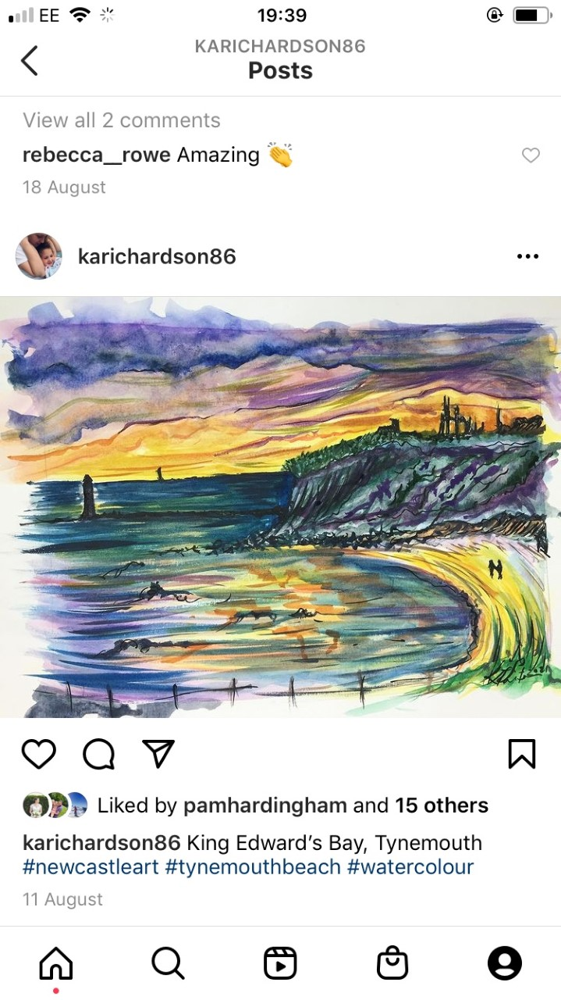 EE 19:39
KARICHARDSON86
Posts
View all 2 comments
rebecca__rowe Amazing 👏
18 August
karichardson86
Liked by pamhardingham and 15 others
karichardson86 King Edward's Bay, Tynemouth
#newcastleart #tynemouthbeach #watercolour
11 August